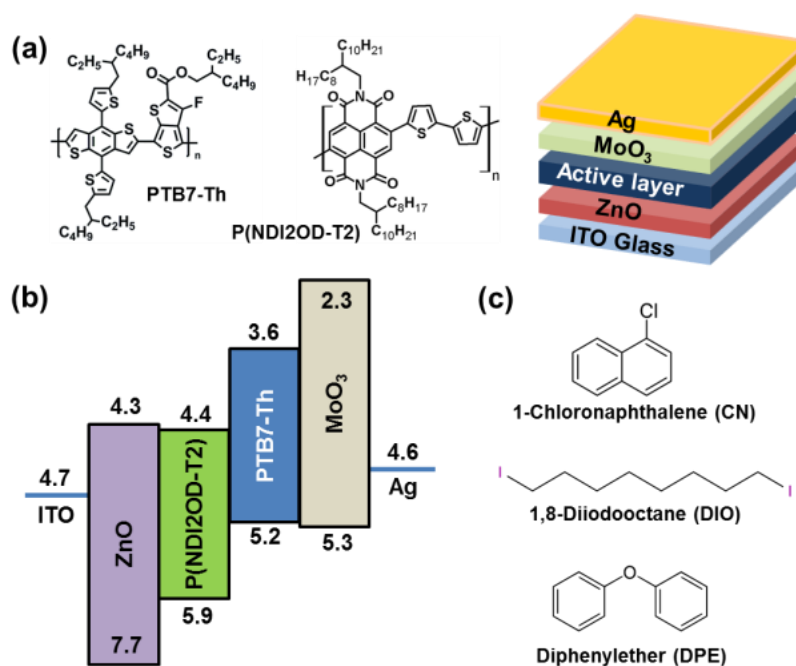 (a)
C2H5
C4H9
S
S
S
S
S
S
F
O
O
C2H5
C4H9
n
C4H9
C2H5
PTB7-Th
C10H21
H17C8
O
N
O
S
S
O
N
O
n
C8H17
C10H21
P(NDI2OD-T2)
Ag
MoO3
Active layer
ZnO
ITO Glass
(b)
4.7
ITO
4.3
ZnO
7.7
4.4
P(NDI2OD-T2)
5.9
3.6
PTB7-Th
5.2
2.3
MoO3
5.3
4.6
Ag
(c)
Cl
1-Chloronaphthalene (CN)
I
I
1,8-Diiodooctane (DIO)
O
Diphenylether (DPE)